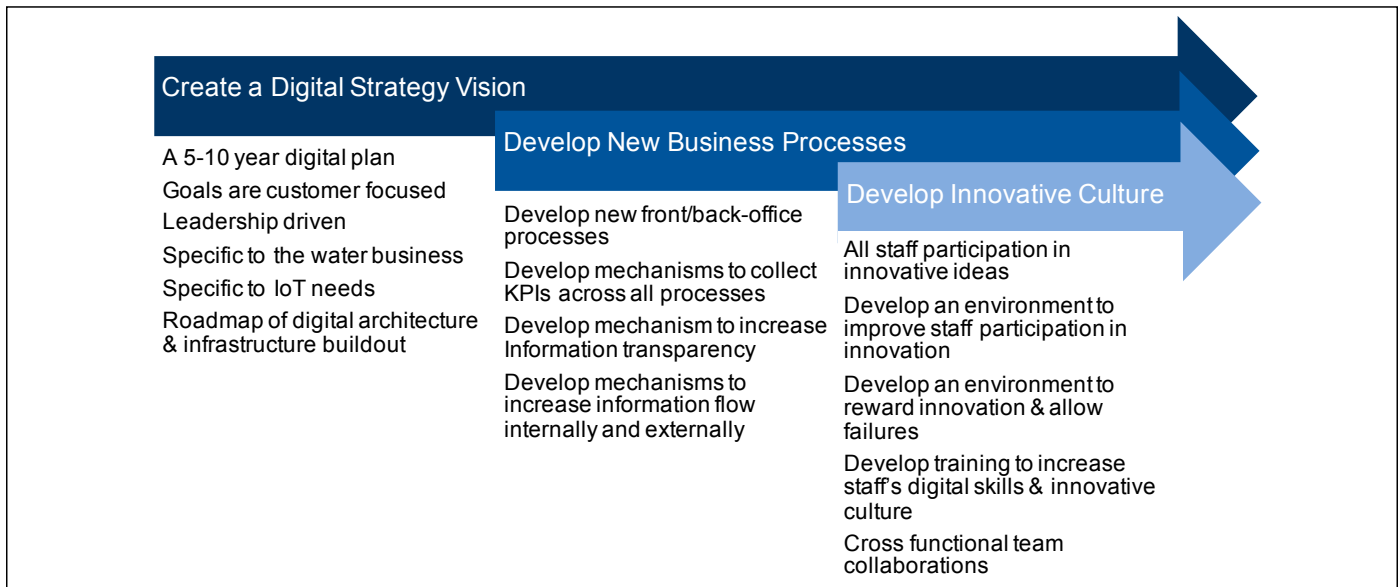 Create a Digital Strategy Vision
A 5-10 year digital plan
Goals are customer focused
Leadership driven
Specific to the water business
Specific to IoT needs
Roadmap of digital architecture
& infrastructure buildout
Develop New Business Processes
Develop new front/back-office
processes
Develop mechanisms to collect
KPIs across all processes
Develop mechanism to increase
Information transparency
Develop mechanisms to
increase information flow
internally and externally
Develop Innovative Culture
All staff participation in
innovative ideas
Develop an environment to
improve staff participation in
innovation
Develop an environment to
reward innovation & allow
failures
Develop training to increase
staff's digital skills & innovative
culture
Cross functional team
collaborations